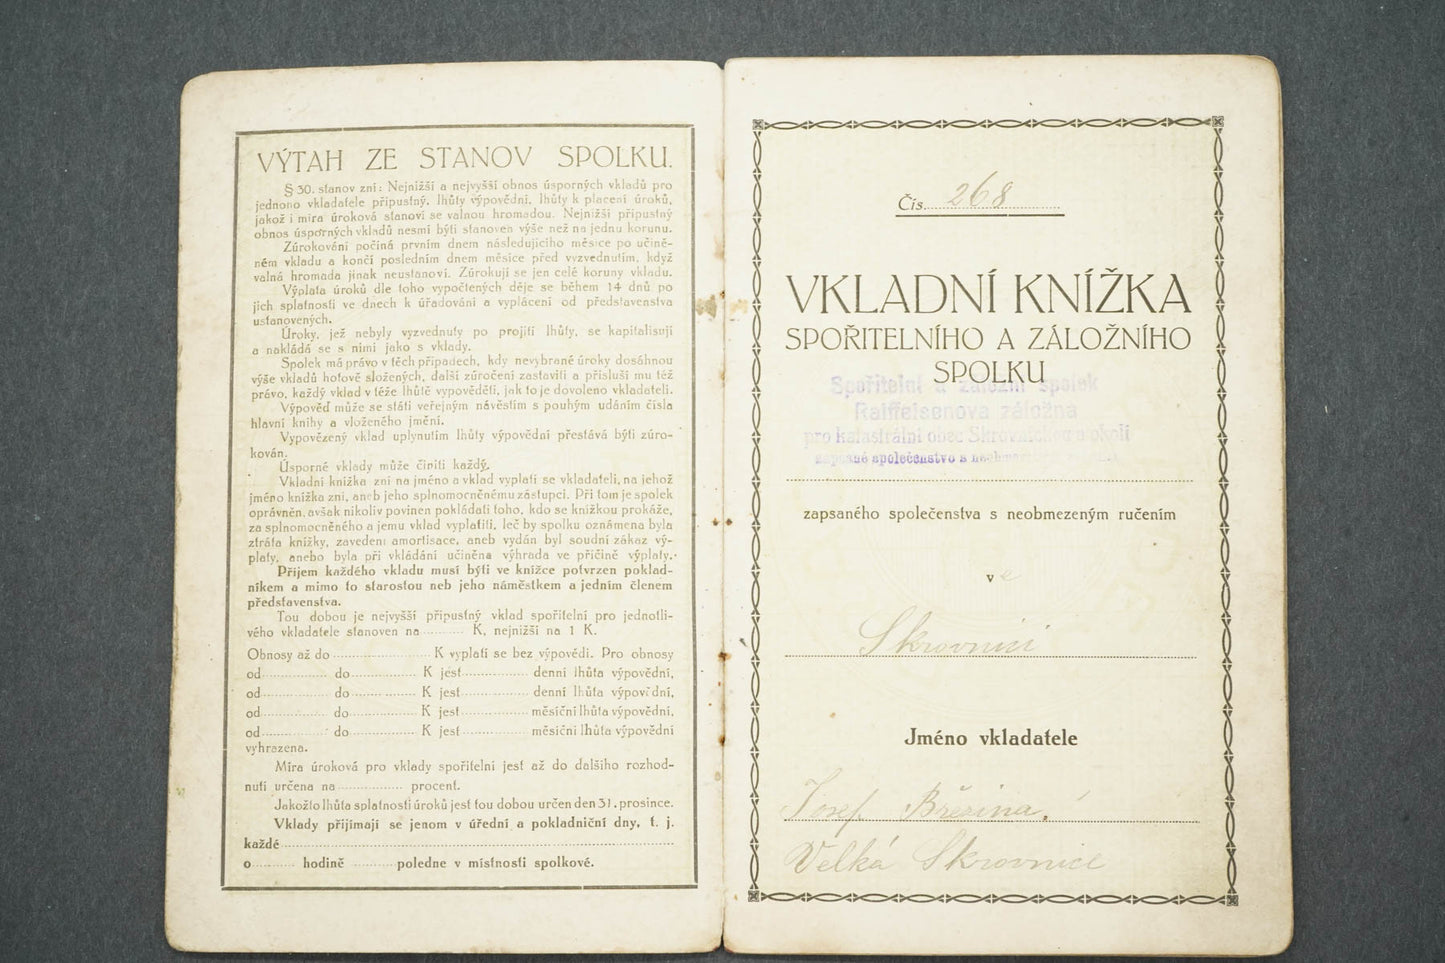 VÝTAH ZE STANOV SPOLKU.
§ 30. stanov zní: Nejnižší a nejvyšší obnos úsporných vkladů pro
jednoho vkladatele přípustný, lhůty výpovědní, lhůty k placení úroků,
jakož i míra úroková stanoví se valnou hromadou. Nejnižší přípustný
obnos úsporných vkladů nesmí býti stanoven výše než na jednu korunu.
Zúrokování počíná prvním dnem následujícího měsíce po učině-
ném vkladu a končí posledním dnem měsíce před vyzvednutím, když
valná hromada jinak neustanoví. Zúrokují se jen celé koruny vkladu.
Výplata úroků dle toho vypočtených děje se během 14 dnů po
jich splatnosti ve dnech k úřadování a vyplácení od představenstva
ustanovených.
Úroky, jež nebyly vyzvednuty po projití lhůty, se kapitalisují
a nakládá se s nimi jako s vklady.
Spolek má právo v těch případech, kdy nevybrané úroky dosáhnou
výše vkladů hotově složených, další zúročení zastaviti a přísluší mu též
právo, každý vklad v téže lhůtě vypověděti, jak to je dovoleno vkladateli.
Výpověď může se státi veřejným návěstím s pouhým udáním čísla
hlavní knihy a vloženého jmění.
Vypovězený vklad uplynutím lhůty výpovědní přestává býti zúro-
kován.
Úsporné vklady může činiti každý.
Vkladní knížka zní na jméno a vklad vyplatí se vkladateli, na jehož
jméno knížka zní, aneb jeho splnomocněnému zástupci. Při tom je spolek
oprávněn, avšak nikoliv povinen pokládati toho, kdo se knížkou prokáže,
za splnomocněného a jemu vklad vyplatiti, leč by spolku oznámena byla
ztráta knížky, zavedení amortisace, aneb vydán byl soudní zákaz vý-
platy, anebo byla při vkládání učiněna výhrada ve příčině výplaty.
Příjem každého vkladu musí býti ve knížce potvrzen poklad-
níkem a mimo to starostou neb jeho náměstkem a jedním členem
představenstva.
Tou dobou je nejvyšší přípustný vklad spořitelní pro jednotli-
vého vkladatele stanoven na ........ K, nejnižší na 1 K.
Obnosy až do .................... K vyplatí se bez výpovědi. Pro obnosy
od............. do............. K jest............. denní lhůta výpovědní,
od............. do............. K jest............. denní lhůta výpovědní,
od............. do............. K jest............. měsíční lhůta výpovědní,
od............. do............. K jest............. měsíční lhůta výpovědní
vyhrazena.
Míra úroková pro vklady spořitelní jest až do dalšího rozhod-
nutí určena na ............. procent.
Jakožto lhůta splatnosti úroků jest tou dobou určen den 31. prosince.
Vklady přijímají se jenom v úřední a pokladniční dny, t. j.
každé
o ........ hodině ........ poledne v místnosti spolkové.
Čís. 268
VKLADNÍ KNÍŽKA
SPOŘITELNÍHO A ZÁLOŽNÍHO
SPOLKU
Spořitelní a záložní spolek
Raiffeisenova záložna
pro katastrální obec Skrovnickou a okolí
zapsané společenstvo s
zapsaného společenstva s neobmezeným ručením
ve
Skrovnici
Jméno vkladatele
Josef Březina.
Velká Skrovnice